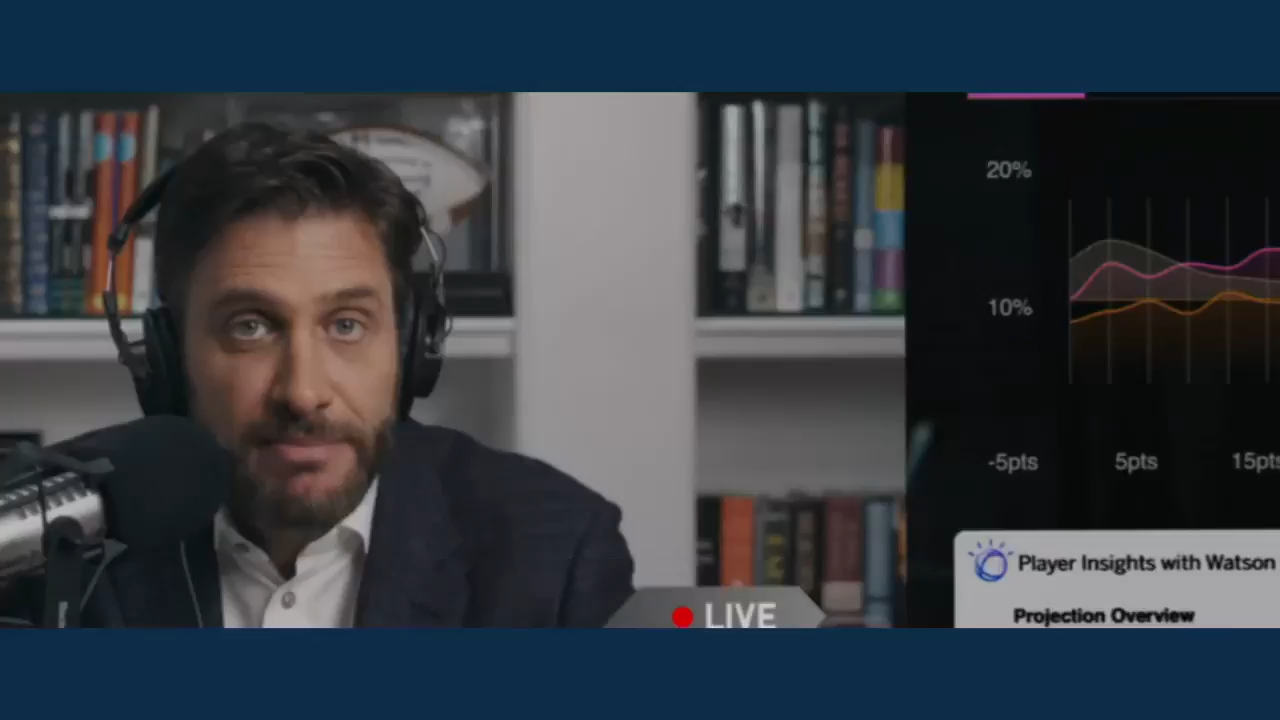 20%
10%
-5pts
5pts
15pts
Player Insights with Watson
Projection Overview
LIVE